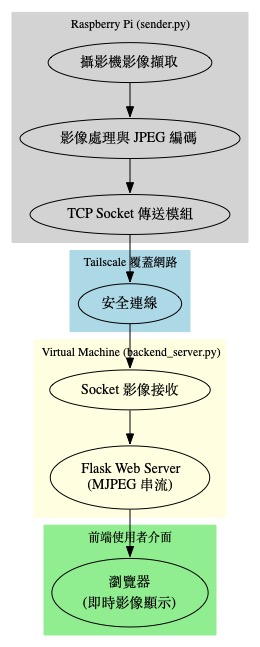 Raspberry Pi (sender.py)
攝影機影像擷取
影像處理與 JPEG 編碼
TCP Socket 傳送模組
Tailscale 覆蓋網路
安全連線
Virtual Machine (backend_server.py)
Socket 影像接收
Flask Web Server
(MJPEG 串流)
前端使用者介面
瀏覽器
(即時影像顯示)